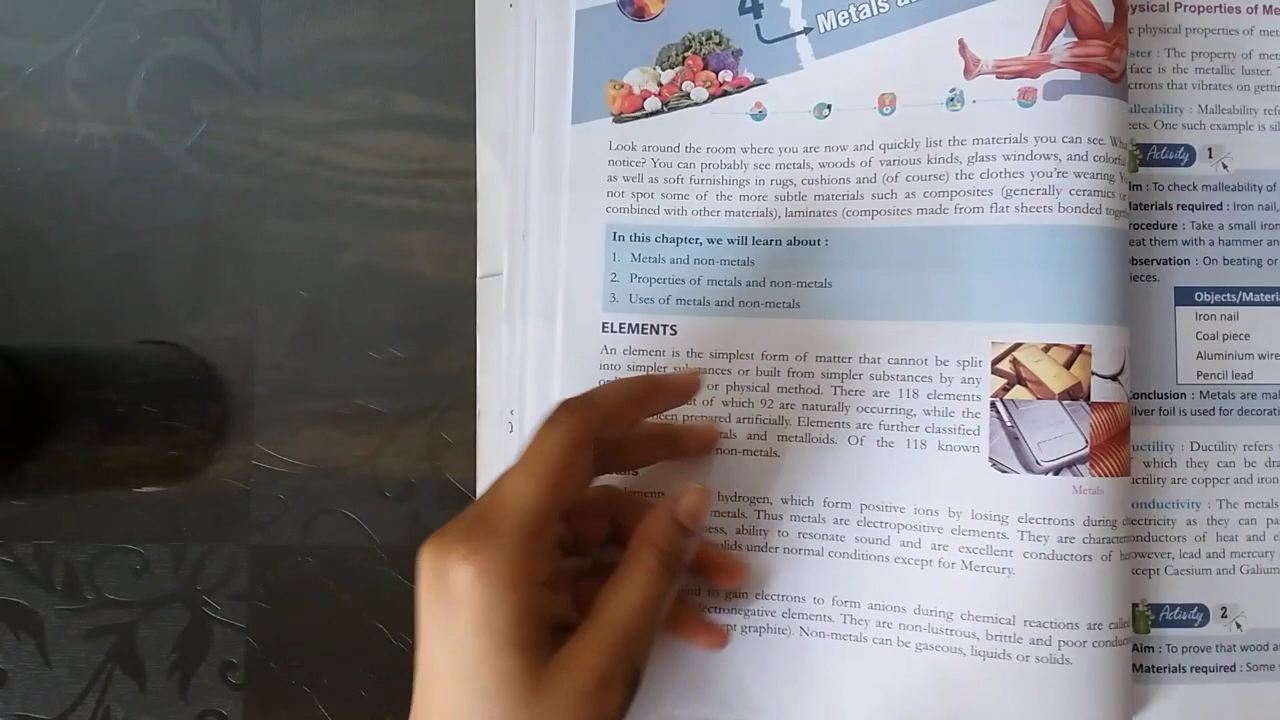 4
Metals a
Look around the room where you are now and quickly list the materials you can see. Wh
notice? You can probably see metals, woods of various kinds, glass windows, and colorful
as well as soft furnishings in rugs, cushions and (of course) the clothes you're wearing. Yo
not spot some of the more subtle materials such as composites (generally ceramics
combined with other materials), laminates (composites made from flat sheets bonded toge
In this chapter, we will learn about :
1. Metals and non-metals
2. Properties of metals and non-metals
3. Uses of metals and non-metals
ELEMENTS
An element is the simplest form of matter that cannot be split
into simpler substances or built from simpler substances by any
or physical method. There are 118 elements
of which 92 are naturally occurring, while the
been prepared artificially. Elements are further classified
and metalloids. Of the 118 known
non-metals.
Metals
hydrogen, which form positive ions by losing electrons during
metals. Thus metals are electropositive elements. They are
ability to resonate sound and are excellent conductors of
under normal conditions except for Mercury.
to gain electrons to form anions during chemical reactions are called
electronegative elements. They are non-lustrous, brittle and poor
graphite). Non-metals can be gaseous, liquids or solids.
ysical Properties of Me
e physical properties of met
ster : The property of meta
face is the metallic luster.
ctrons that vibrates on getti
alleability : Malleability refe
eets. One such example is sil
Activity 1
im : To check malleability of
aterials required : Iron nail,
rocedure : Take a small iron
eat them with a hammer an
bservation : On beating or
ieces.
Objects/Materi
Iron nail
Coal piece
Aluminium wire
Pencil lead
Conclusion : Metals are mal
ilver foil is used for decorati
uctility : Ductility refers
which they can be dra
uctility are copper and iron
onductivity : The metals
ectricity as they can pa
onductors of heat and e
owever, lead and mercury
xcept Caesium and Galium
Activity 2
Aim : To prove that wood a
Materials required : Some